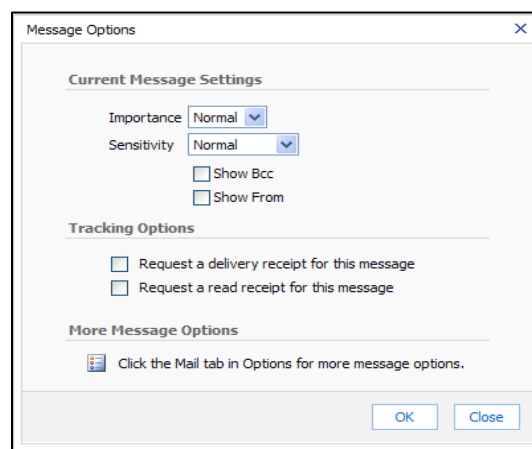 Message Options
Current Message Settings
Importance Normal
Sensitivity Normal
Show Bcc
Show From
Tracking Options
Request a delivery receipt for this message
Request a read receipt for this message
More Message Options
Click the Mail tab in Options for more message options.
OK Close